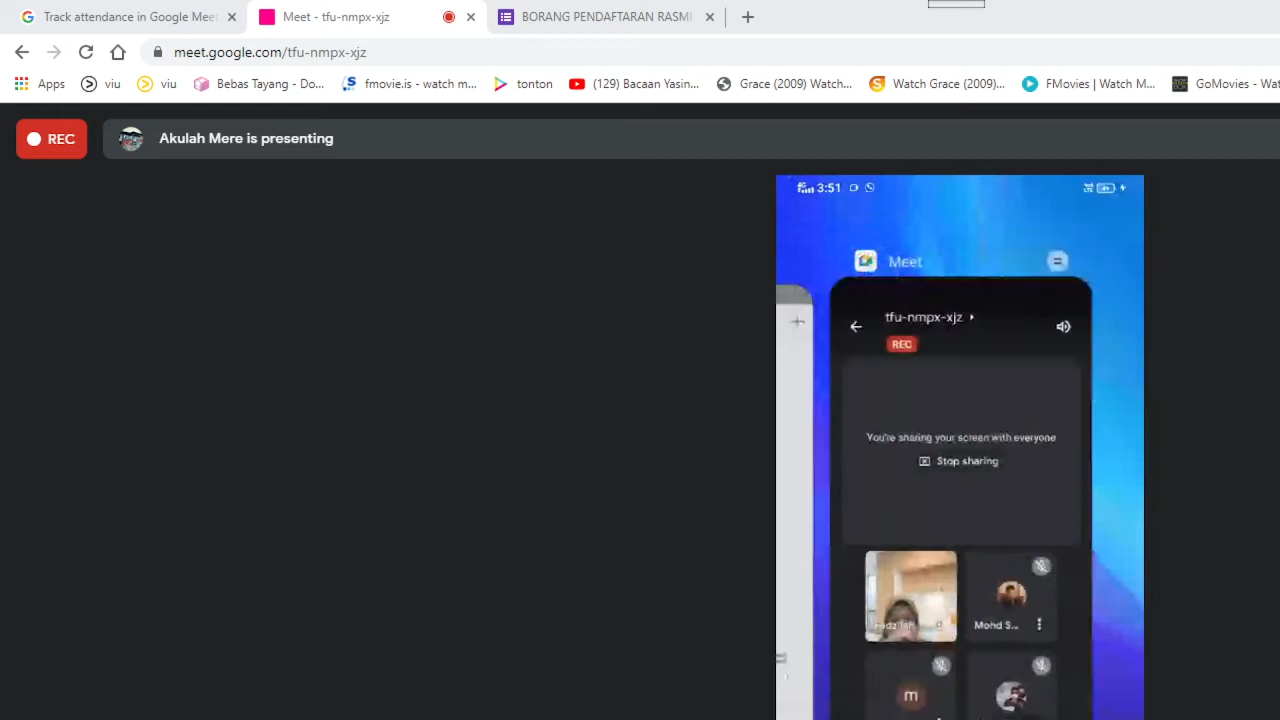 Track attendance in Google Meet
Meet - tfu-nmpx-xjz
BORANG PENDAFTARAN RASMI
meet.google.com/tfu-nmpx-xjz
Apps
viu
viu
Bebas Tayang - Do...
fmovie.is - watch m...
tonton
(129) Bacaan Yasin...
Grace (2009) Watch...
Watch Grace (2009)...
FMovies | Watch M...
GoMovies - Wat
REC
Akulah Mere is presenting
3:51
Meet
tfu-nmpx-xjz
REC
You're sharing your screen with everyone
Stop sharing
Mohd S...
m